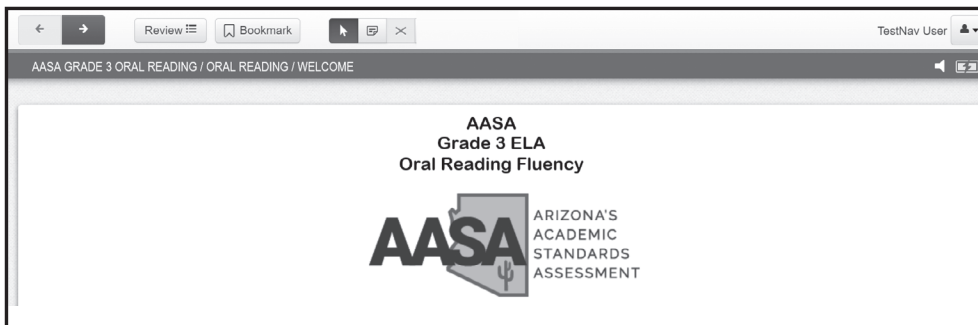 Review
Bookmark
TestNav User
AASA GRADE 3 ORAL READING / ORAL READING / WELCOME
AASA
Grade 3 ELA
Oral Reading Fluency
AASA
ARIZONA'S
ACADEMIC
STANDARDS
ASSESSMENT